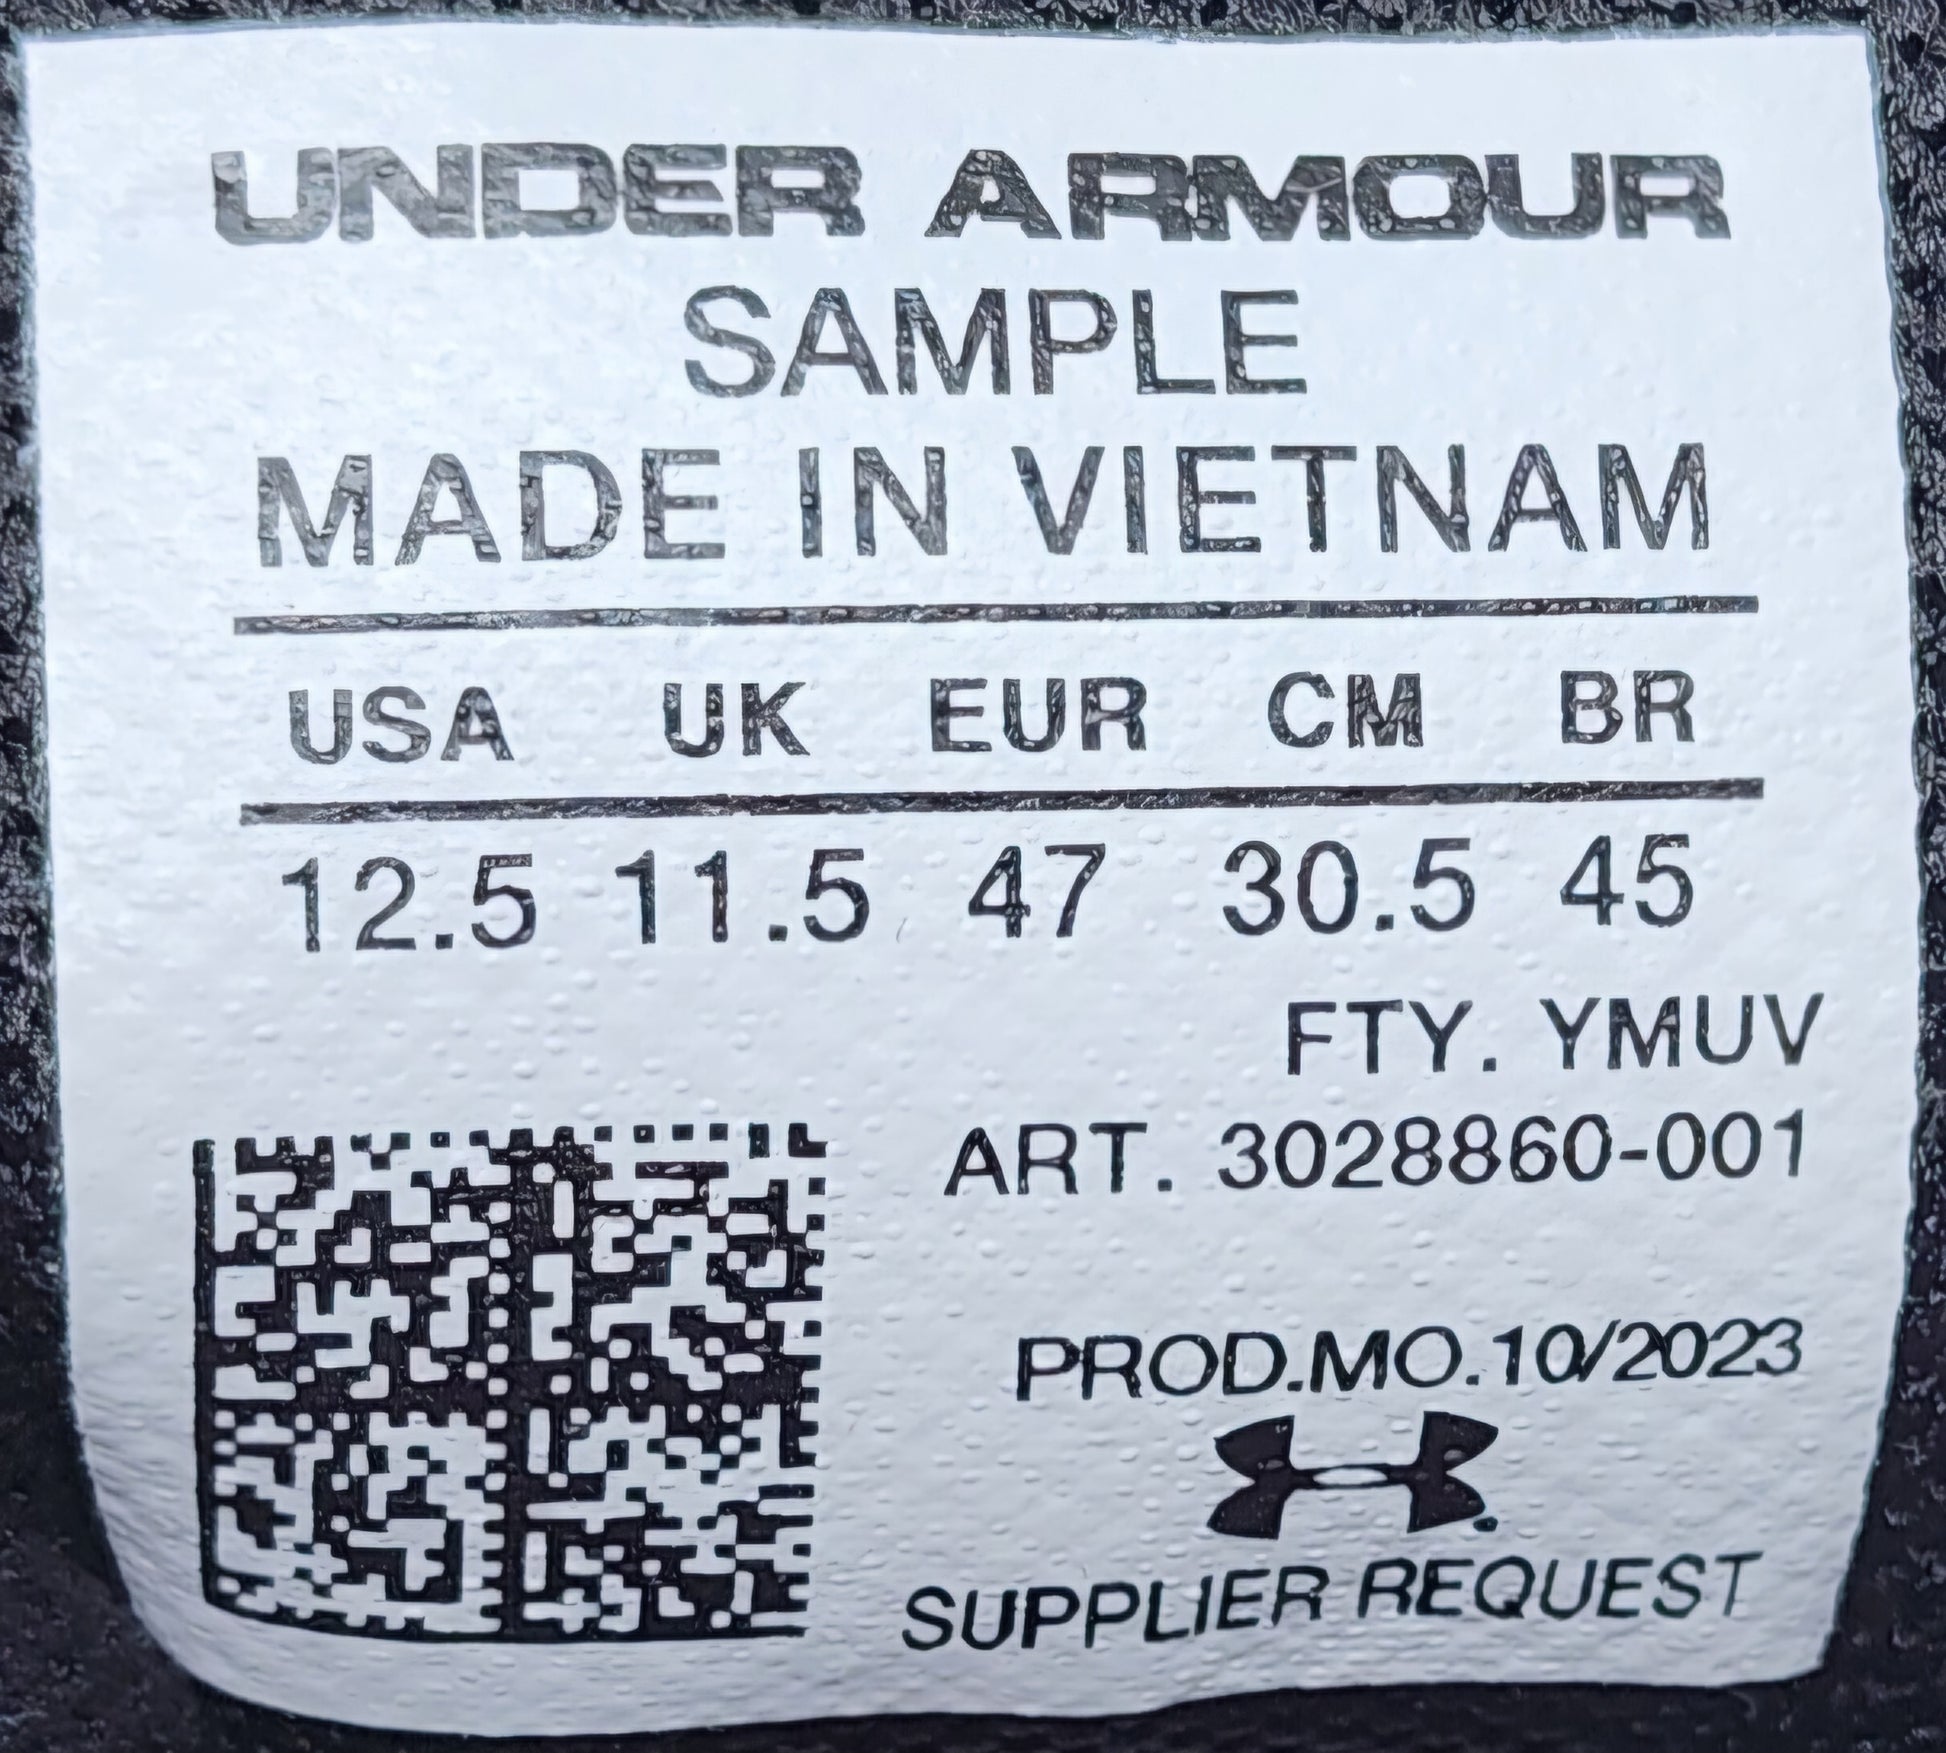 UNDER ARMOUR
SAMPLE
MADE IN VIETNAM
USA UK EUR CM BR
12.5 11.5 47 30.5 45
FTY. YMUV
ART. 3028860-001
PROD.MO.10/2023
SUPPLIER REQUEST